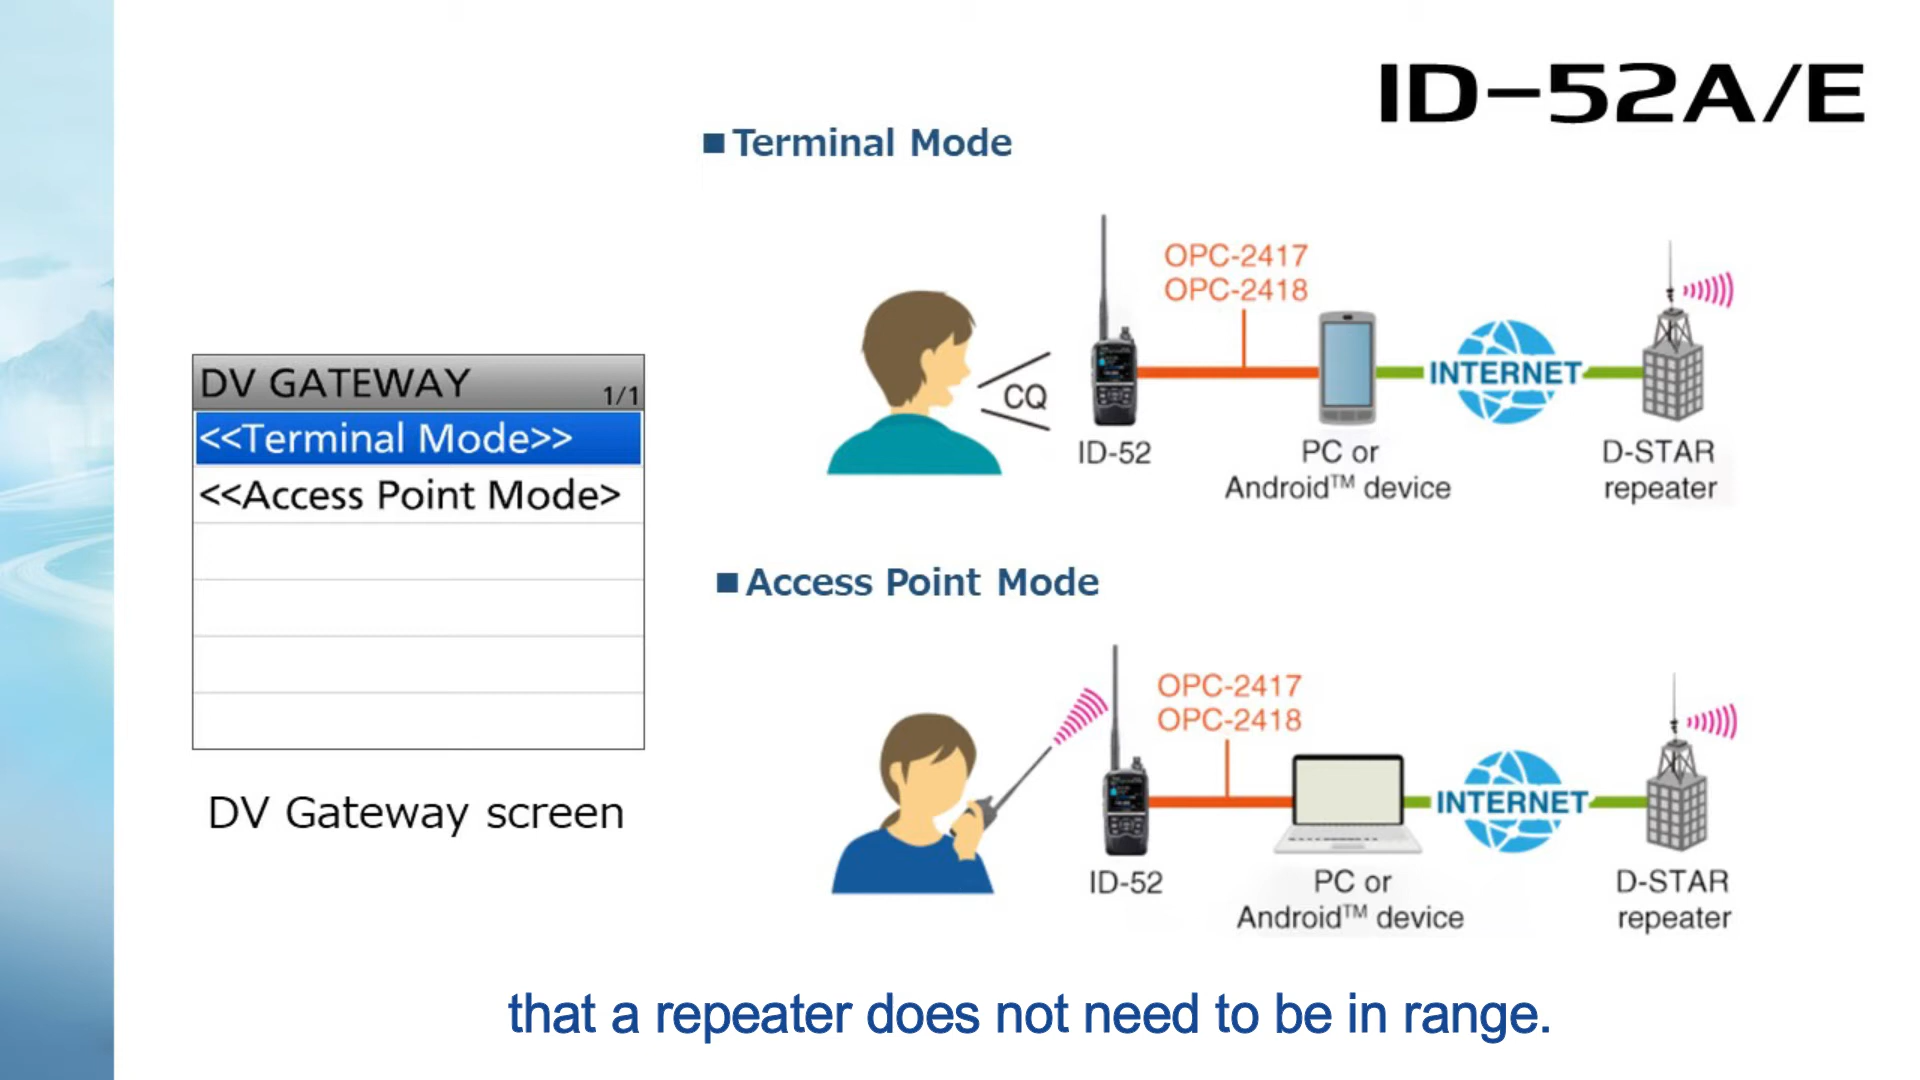 ID-52A/E
■Terminal Mode
OPC-2417
OPC-2418
CQ
INTERNET
ID-52
PC or
Android™ device
D-STAR
repeater
DV GATEWAY 1/1
<<Terminal Mode>>
<<Access Point Mode>
DV Gateway screen
■Access Point Mode
OPC-2417
OPC-2418
INTERNET
ID-52
PC or
Android™ device
D-STAR
repeater
that a repeater does not need to be in range.